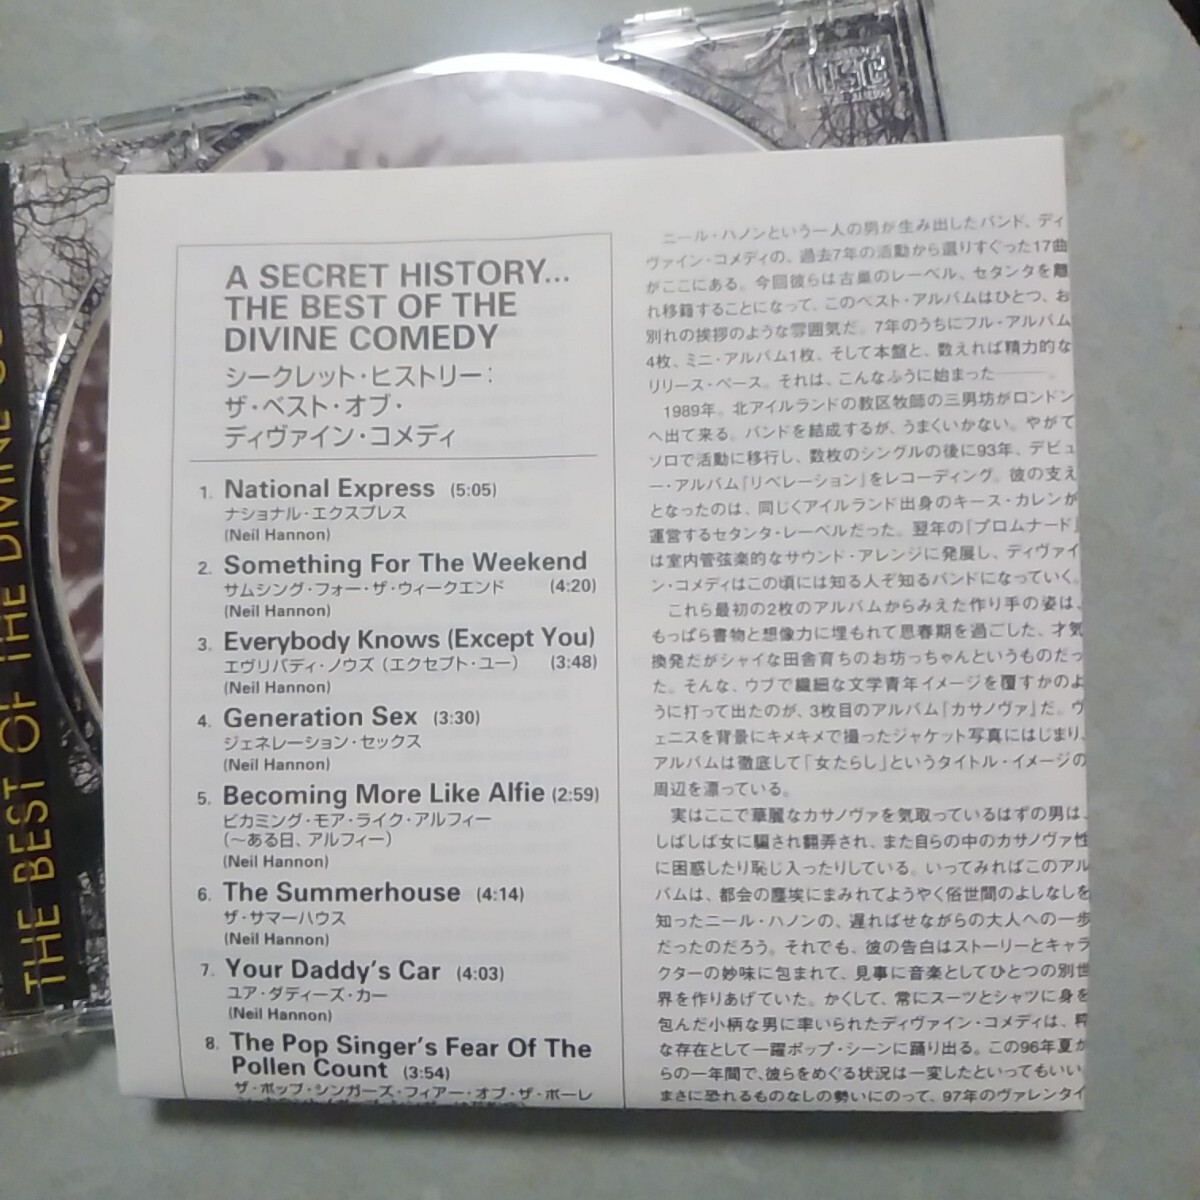 THE BEST OF THE DIVINE CO
A SECRET HISTORY...
THE BEST OF THE
DIVINE COMEDY
シークレット・ヒストリー：
ザ・ベスト・オブ・
ディヴァイン・コメディ
1. National Express (5:05)
ナショナル・エクスプレス
(Neil Hannon)
2. Something For The Weekend
サムシング・フォー・ザ・ウィークエンド (4:20)
(Neil Hannon)
3. Everybody Knows (Except You)
エヴリバディ・ノウズ（エクセプト・ユー） (3:48)
(Neil Hannon)
4. Generation Sex (3:30)
ジェネレーション・セックス
(Neil Hannon)
5. Becoming More Like Alfie (2:59)
ビカミング・モア・ライク・アルフィー
（〜ある日、アルフィー）
(Neil Hannon)
6. The Summerhouse (4:14)
ザ・サマーハウス
(Neil Hannon)
7. Your Daddy's Car (4:03)
ユア・ダディーズ・カー
(Neil Hannon)
8. The Pop Singer's Fear Of The
Pollen Count (3:54)
ザ・ポップ・シンガーズ・フィアー・オブ・ザ・ポーレ
ニール・ハノンという一人の男が生み出したバンド、ディ
ヴァイン・コメディの、過去7年の活動から選りすぐった17曲
がここにある。今回彼らは古巣のレーベル、セタンタを離
れ移籍することになって、このベスト・アルバムはひとつ、お
別れの挨拶のような雰囲気だ。7年のうちにフル・アルバム
4枚、ミニ・アルバム1枚、そして本盤と、数えれば精力的な
リリース・ペース。それは、こんなふうに始まった――。
1989年。北アイルランドの教区牧師の三男坊がロンドン
へ出て来る。バンドを結成するが、うまくいかない。やがて
ソロで活動に移行し、数枚のシングルの後に93年、デビュ
ー・アルバム『リベレーション』をレコーディング。彼の支え
となったのは、同じくアイルランド出身のキース・カレンが
運営するセタンタ・レーベルだった。翌年の『プロムナード』
は室内管弦楽的なサウンド・アレンジに発展し、ディヴァイ
ン・コメディはこの頃には知る人ぞ知るバンドになっていく。
これら最初の2枚のアルバムからみえた作り手の姿は、
もっぱら書物と想像力に埋もれて思春期を過ごした、才気
換発だがシャイな田舎育ちのお坊っちゃんというものだっ
た。そんな、ウブで繊細な文学青年イメージを覆すかのよ
うに打って出たのが、3枚目のアルバム『カサノヴァ』だ。ヴ
ェニスを背景にキメキメで撮ったジャケット写真にはじまり、
アルバムは徹底して「女たらし」というタイトル・イメージの
周辺を漂っている。
実はここで華麗なカサノヴァを気取っているはずの男は、
しばしば女に騙され翻弄され、また自らの中のカサノヴァ性
に困惑したり恥じ入ったりしている。いってみればこのアル
バムは、都会の塵埃にまみれてようやく俗世間のよしなしを
知ったニール・ハノンの、遅ればせながらの大人への一歩
だったのだろう。それでも、彼の告白はストーリーとキャラ
クターの妙味に包まれて、見事に音楽としてひとつの別世
界を作りあげていた。かくして、常にスーツとシャツに身を
包んだ小柄な男に率いられたディヴァイン・コメディは、粋
な存在として一躍ポップ・シーンに踊り出る。この96年夏か
らの一年間で、彼らをめぐる状況は一変したといってもいい。
まさに恐れるものなしの勢いにのって、97年のヴァレンタイ